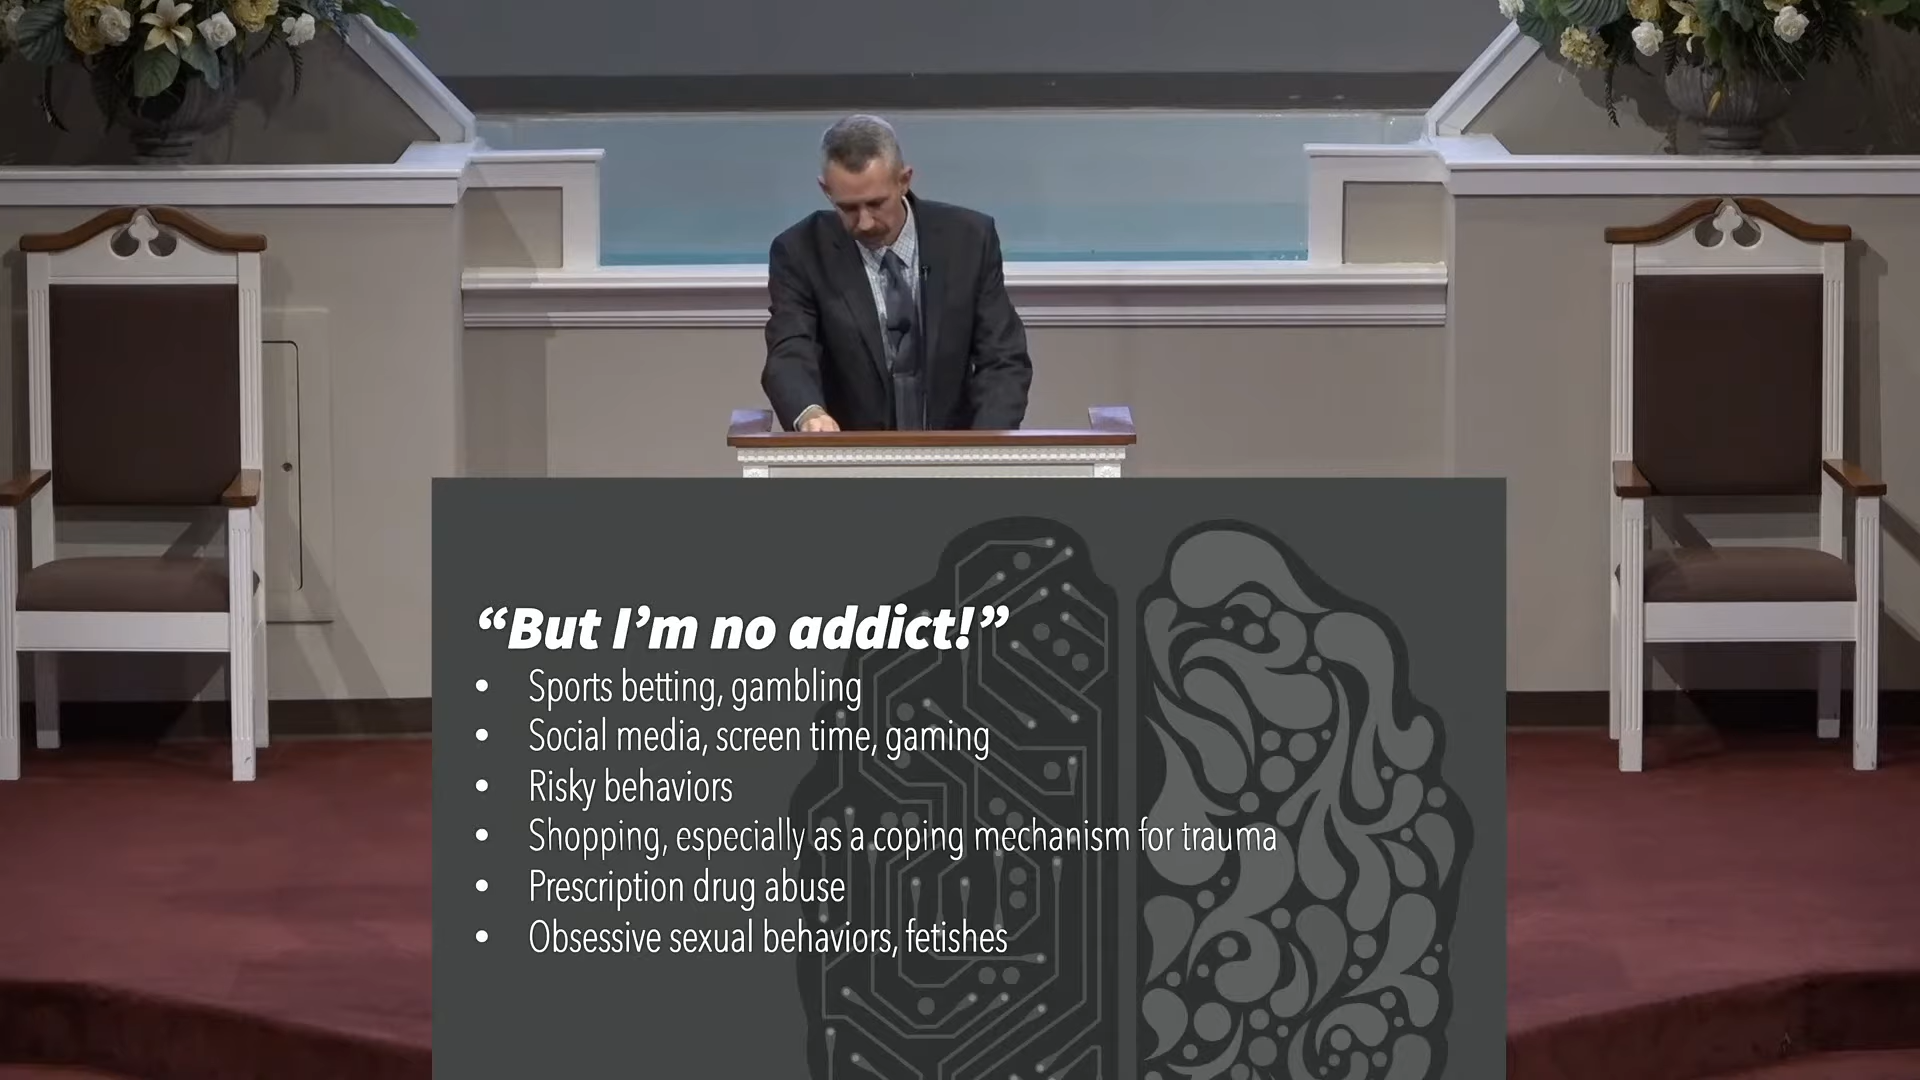 “But I’m no addict!”
• Sports betting, gambling
• Social media, screen time, gaming
• Risky behaviors
• Shopping, especially as a coping mechanism for trauma
• Prescription drug abuse
• Obsessive sexual behaviors, fetishes